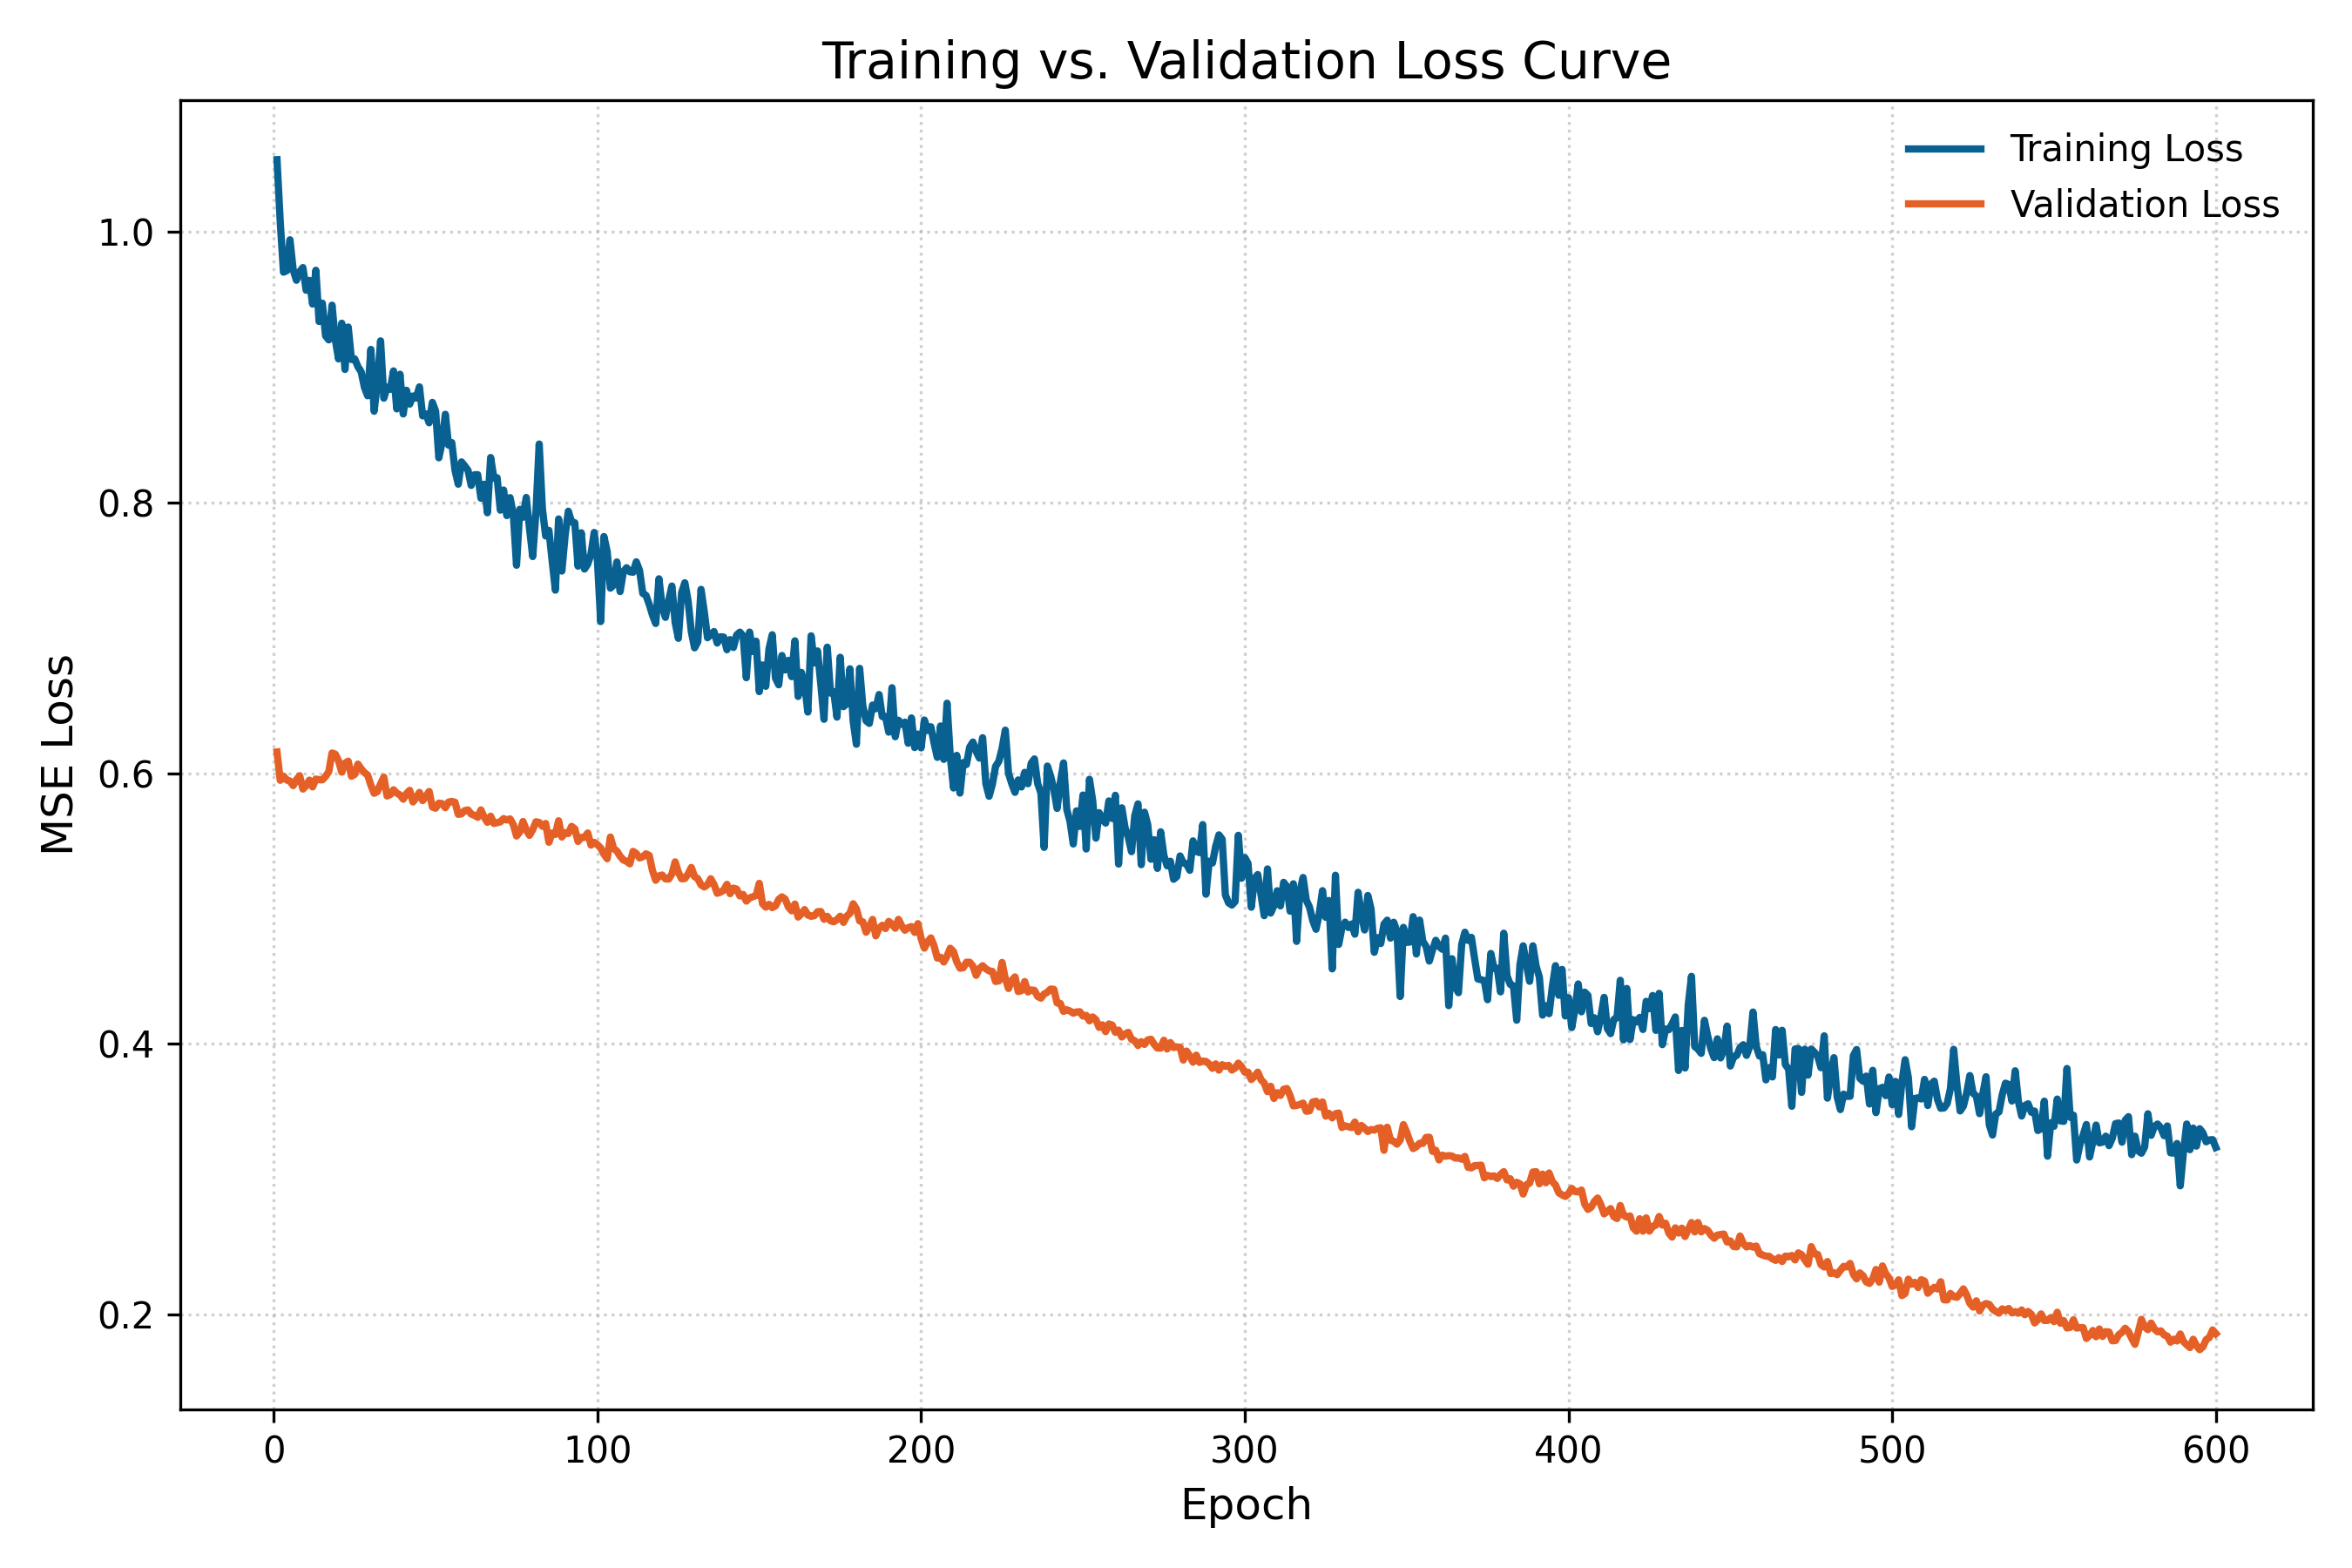 Training vs. Validation Loss Curve
Training Loss
Validation Loss
1.0
0.8
0.6
0.4
0.2
MSE Loss
0 100 200 300 400 500 600
Epoch